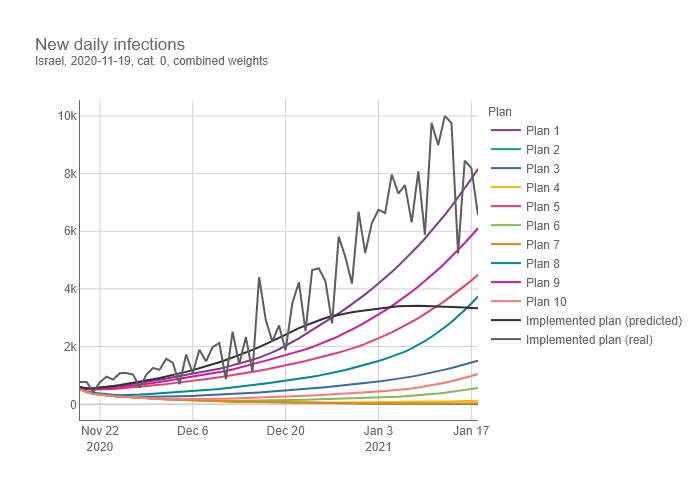 New daily infections
Israel, 2020-11-19, cat. 0, combined weights
10k
8k
6k
4k
2k
0
Nov 22
2020
Dec 6
Dec 20
Jan 3
2021
Jan 17
Plan
Plan 1
Plan 2
Plan 3
Plan 4
Plan 5
Plan 6
Plan 7
Plan 8
Plan 9
Plan 10
Implemented plan (predicted)
Implemented plan (real)